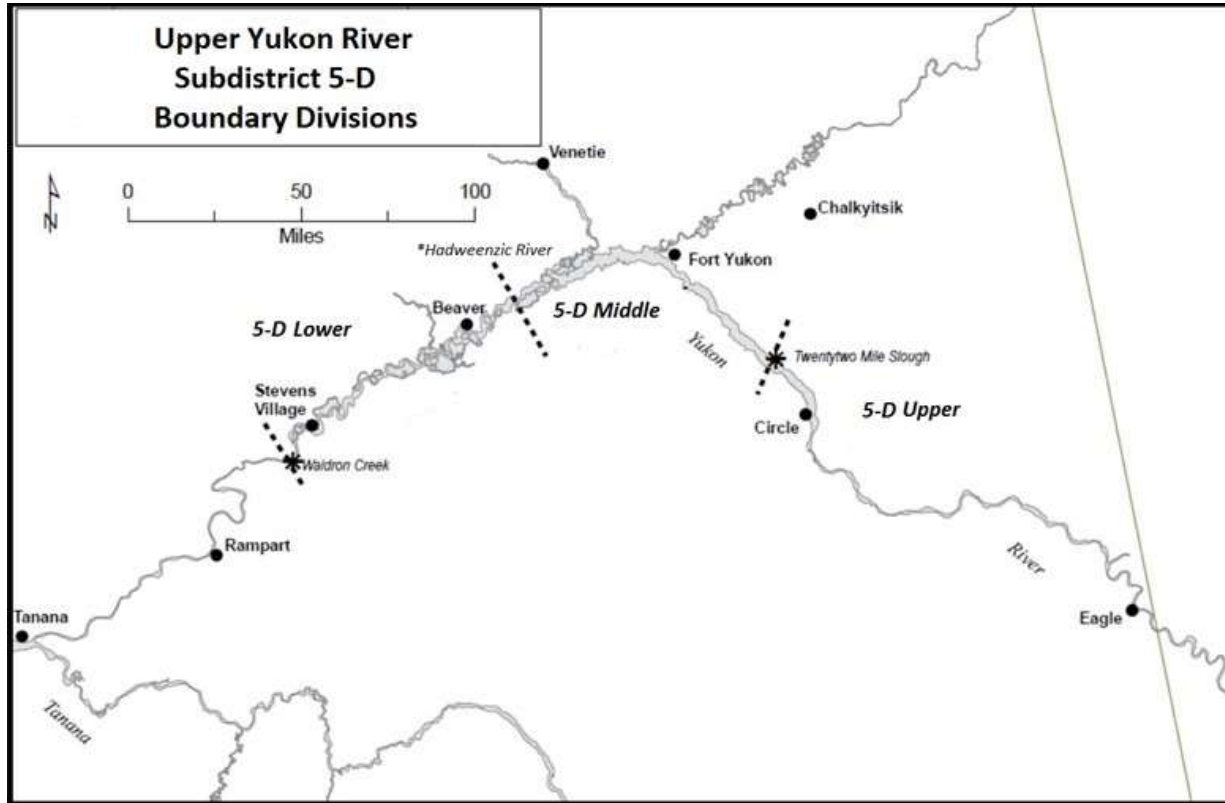 Upper Yukon River
Subdistrict 5-D
Boundary Divisions
N
0 50 100
Miles
Venetie
Chalkyitsik
*Hadweenzic River
Fort Yukon
5-D Middle
Beaver
5-D Lower
Yukon
Twentytwo Mile Slough
Stevens
Village
5-D Upper
Circle
Waldron Creek
Rampart
River
Tanana
Eagle
Tanana